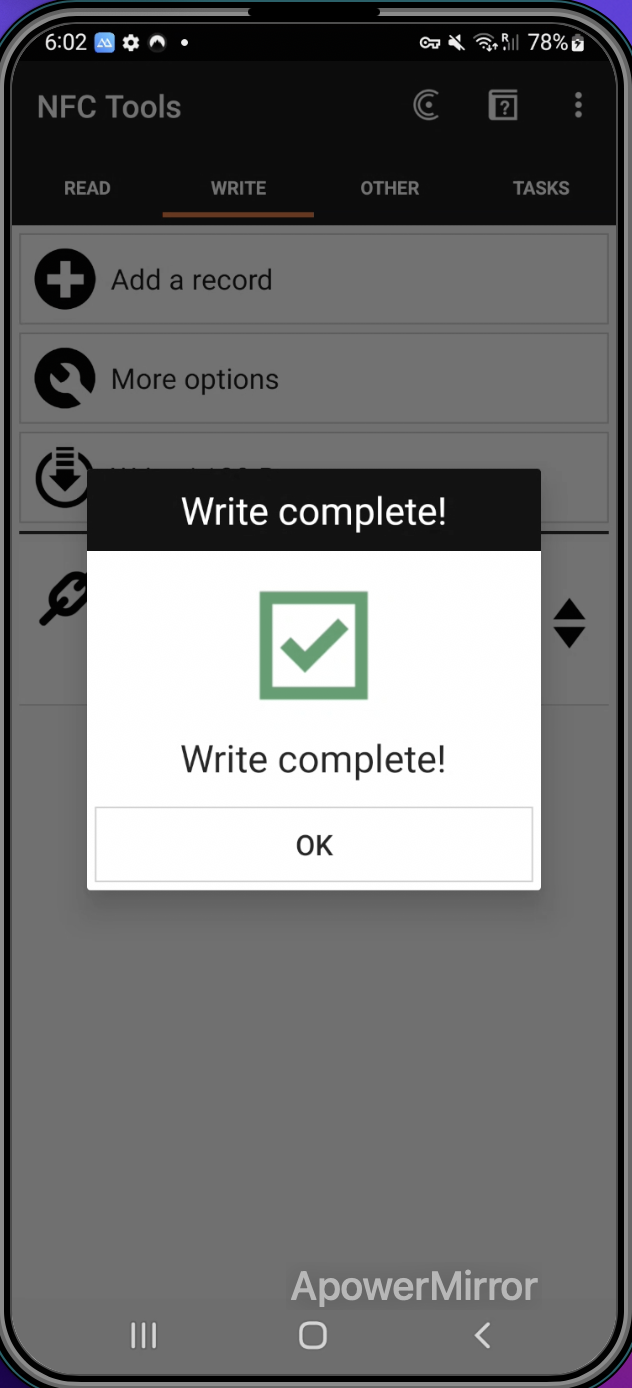 6:02
R
78%
NFC Tools
?
READ
WRITE
OTHER
TASKS
Add a record
More options
Write complete!
Write complete!
OK
ApowerMirror